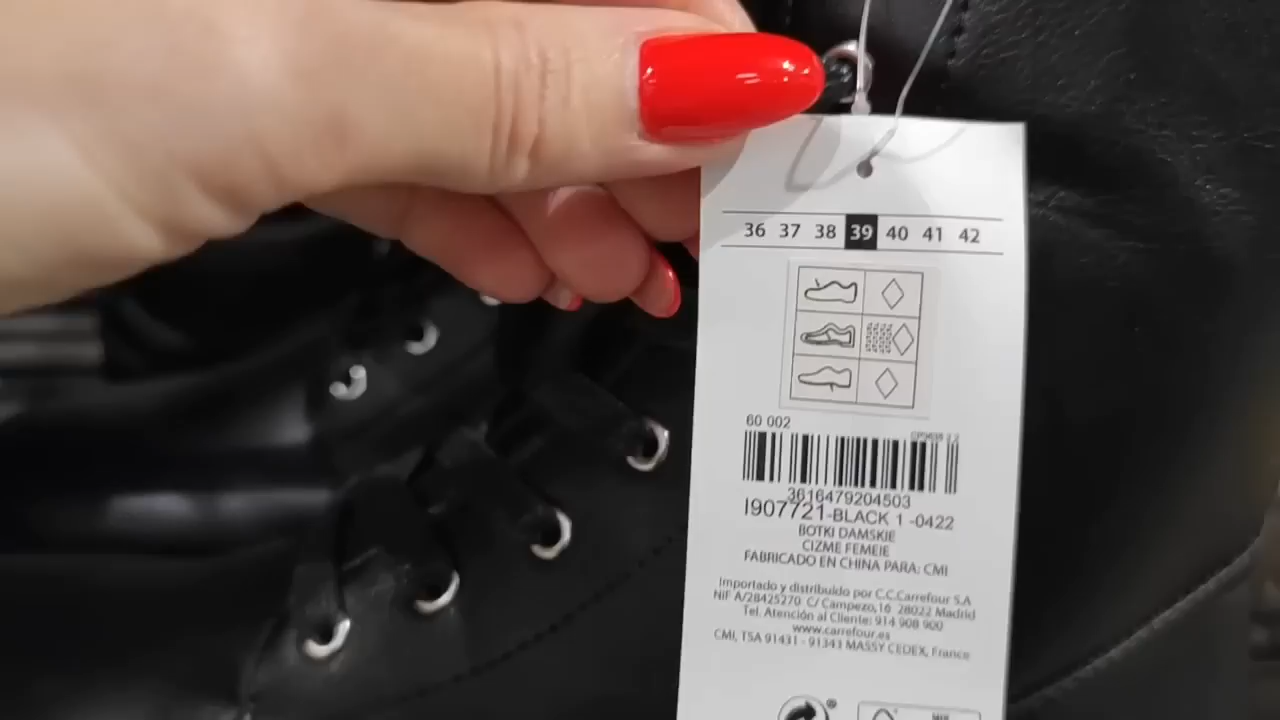 36 37 38 39 40 41 42
60 002
3616479204503
I907721-BLACK 1 -0422
BOTKI DAMSKIE
CIZME FEMEIE
FABRICADO EN CHINA PARA: CMI
Importado y distribuido por C.C.Carrefour S.A
NIF A/28425270 C/ Campezo,16 28022 Madrid
Tel. Atención al Cliente: 914 908 900
www.carrefour.es
CMI, TSA 91431 - 91343 MASSY CEDEX, France